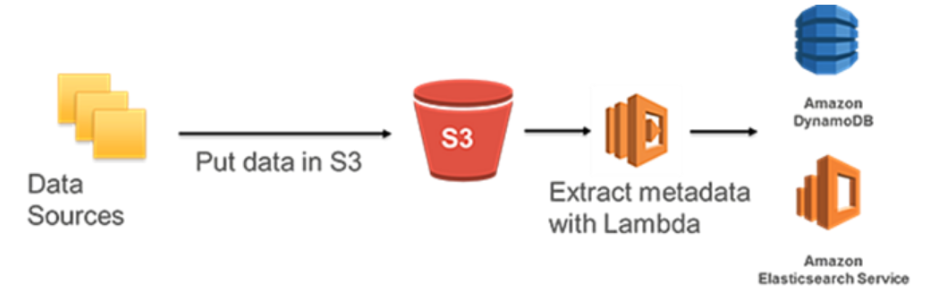 Data
Sources
Put data in S3
S3
Extract metadata
with Lambda
Amazon
DynamoDB
Amazon
Elasticsearch Service